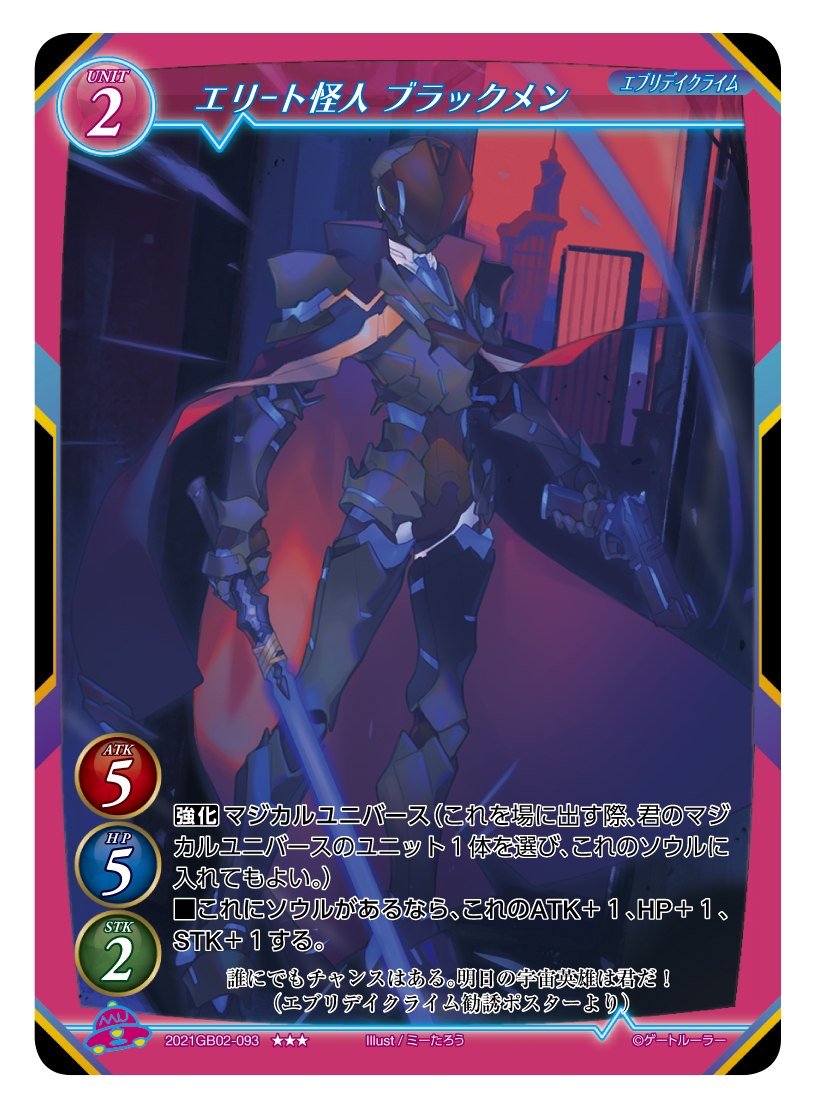 UNIT
2
エリート怪人 ブラックメン
エブリデイクライム
ATK
5
HP
5
STK
2
強化 マジカルユニバース（これを場に出す際、君のマジ
カルユニバースのユニット１体を選び、これのソウルに
入れてもよい。）
■これにソウルがあるなら、これのATK＋１、HP＋１、
STK＋１する。
誰にでもチャンスはある。明日の宇宙英雄は君だ！
（エブリデイクライム勧誘ポスターより）
MU
2021GB02-093 ★★★ Illust / ミーたろう ©ゲートルーラー